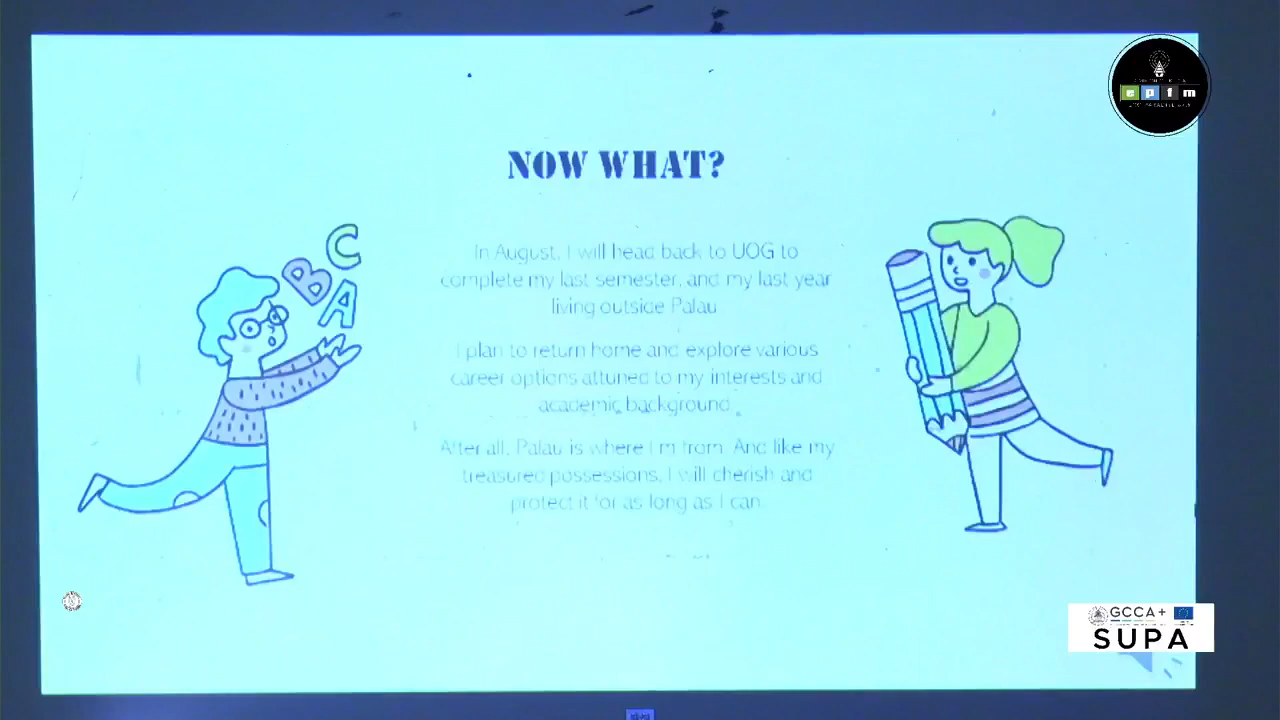 epfm
NOW WHAT?
C
B
A
In August, I will head back to UOG to
complete my last semester, and my last year
living outside Palau
I plan to return home and explore various
career options attuned to my interests and
academic background.
After all, Palau is where I'm from. And like my
treasured possessions, I will cherish and
protect it for as long as I can
GCCA+
SUPA